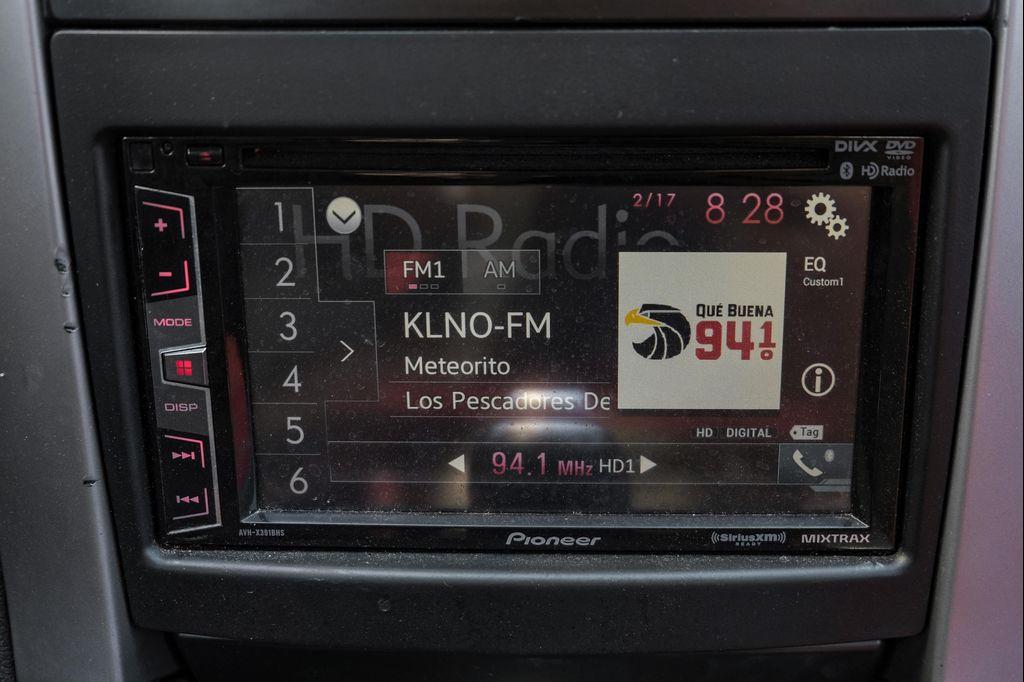 DIVX DVD
VIDEO
HD Radio
+
-
MODE
DISP
1
2
3
4
5
6
HD Radio
2/17 8 28
FM1 AM
EQ
Custom1
KLNO-FM
Meteorito
Los Pescadores De
QUÉ BUENA
94.1
i
HD DIGITAL Tag
94.1 MHz HD1
AVH-X391BHS
Pioneer
((SiriusXM))
READY
MIXTRAX